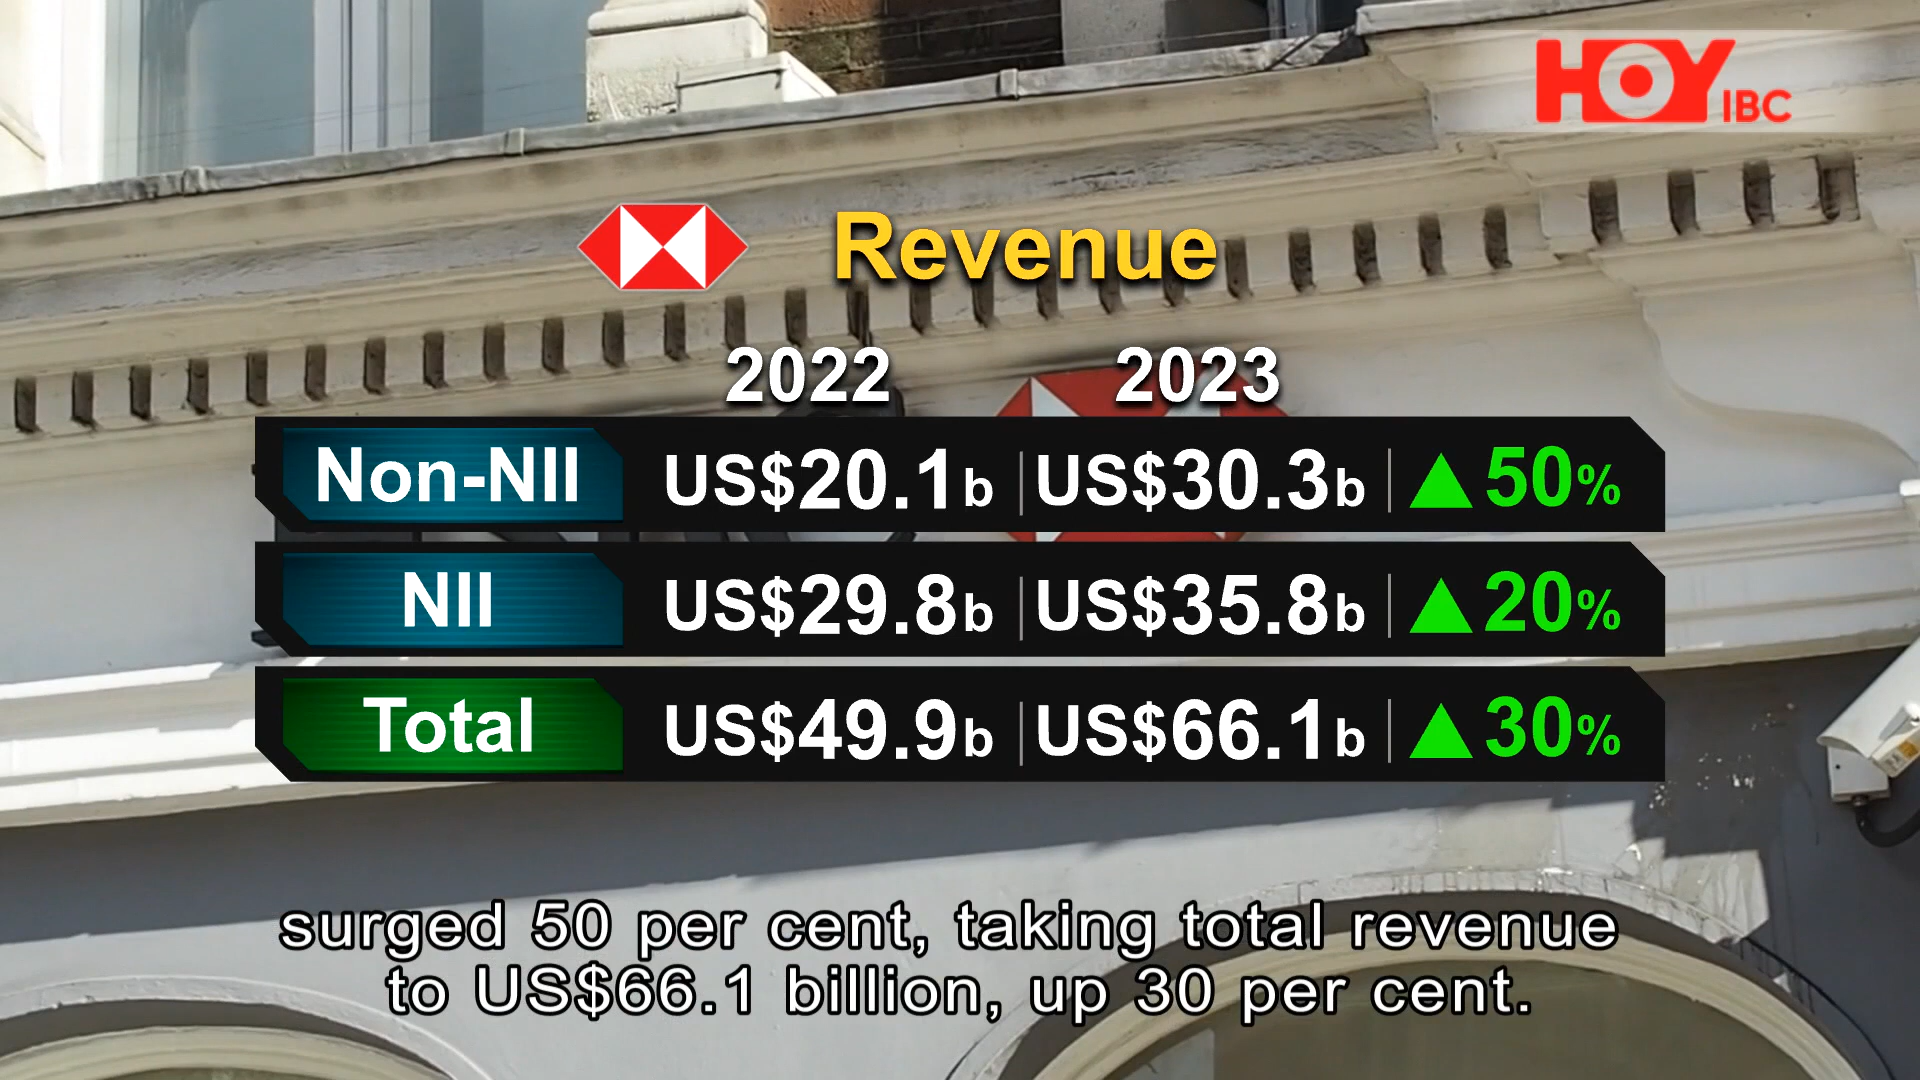 HOY IBC
Revenue
2022 2023
Non-NII US$20.1b US$30.3b ▲50%
NII US$29.8b US$35.8b ▲20%
Total US$49.9b US$66.1b ▲30%
surged 50 per cent, taking total revenue
to US$66.1 billion, up 30 per cent.